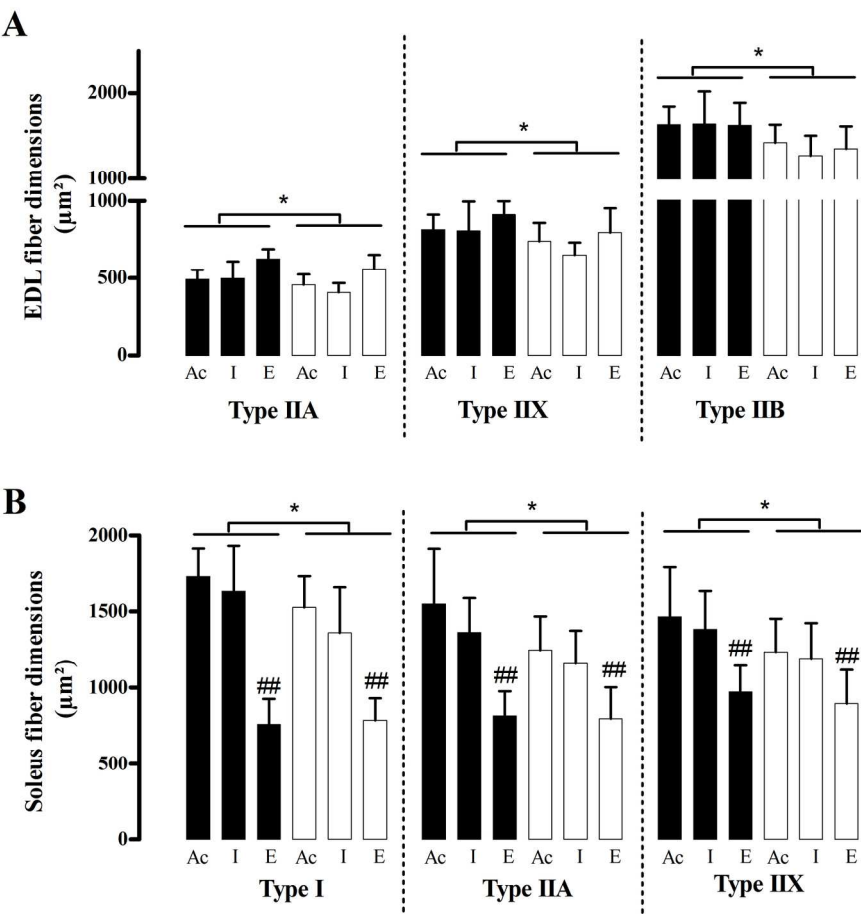 A
EDL fiber dimensions
(µm²)
2000
1000
1000
500
0
*
*
*
Ac I E Ac I E
Ac I E Ac I E
Ac I E Ac I E
Type IIA
Type IIX
Type IIB
B
Soleus fiber dimensions
(µm²)
2000
1500
1000
500
0
*
*
*
## ##
## ##
## ##
Ac I E Ac I E
Ac I E Ac I E
Ac I E Ac I E
Type I
Type IIA
Type IIX